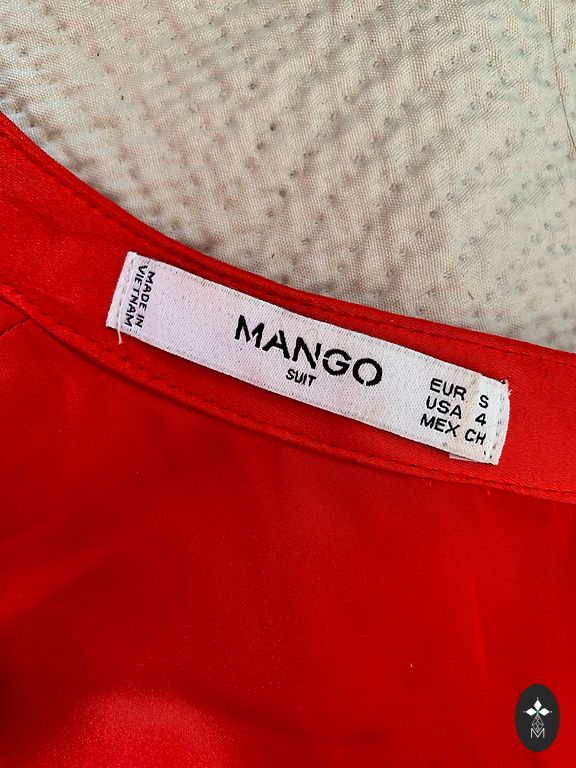 MADE IN
VIETNAM
MANGO
SUIT
EUR S
USA 4
MEX CH
M